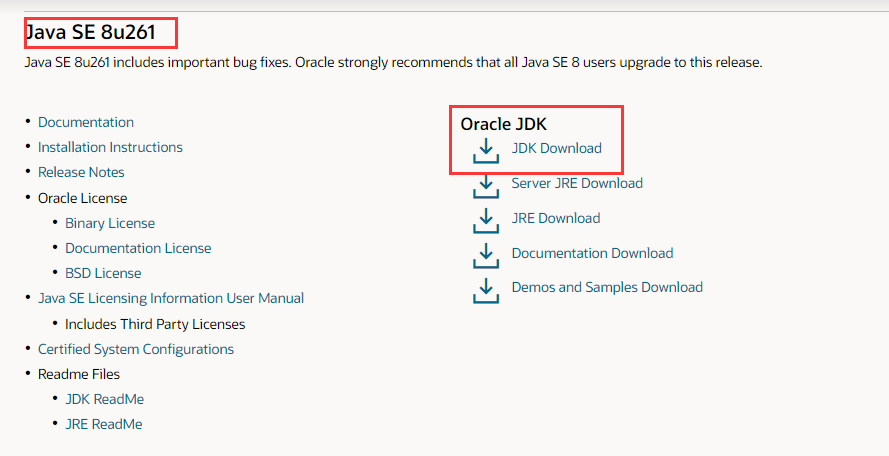 Java SE 8u261
Java SE 8u261 includes important bug fixes. Oracle strongly recommends that all Java SE 8 users upgrade to this release.
Documentation
Installation Instructions
Release Notes
Oracle License
Binary License
Documentation License
BSD License
Java SE Licensing Information User Manual
Includes Third Party Licenses
Certified System Configurations
Readme Files
JDK ReadMe
JRE ReadMe
Oracle JDK
JDK Download
Server JRE Download
JRE Download
Documentation Download
Demos and Samples Download